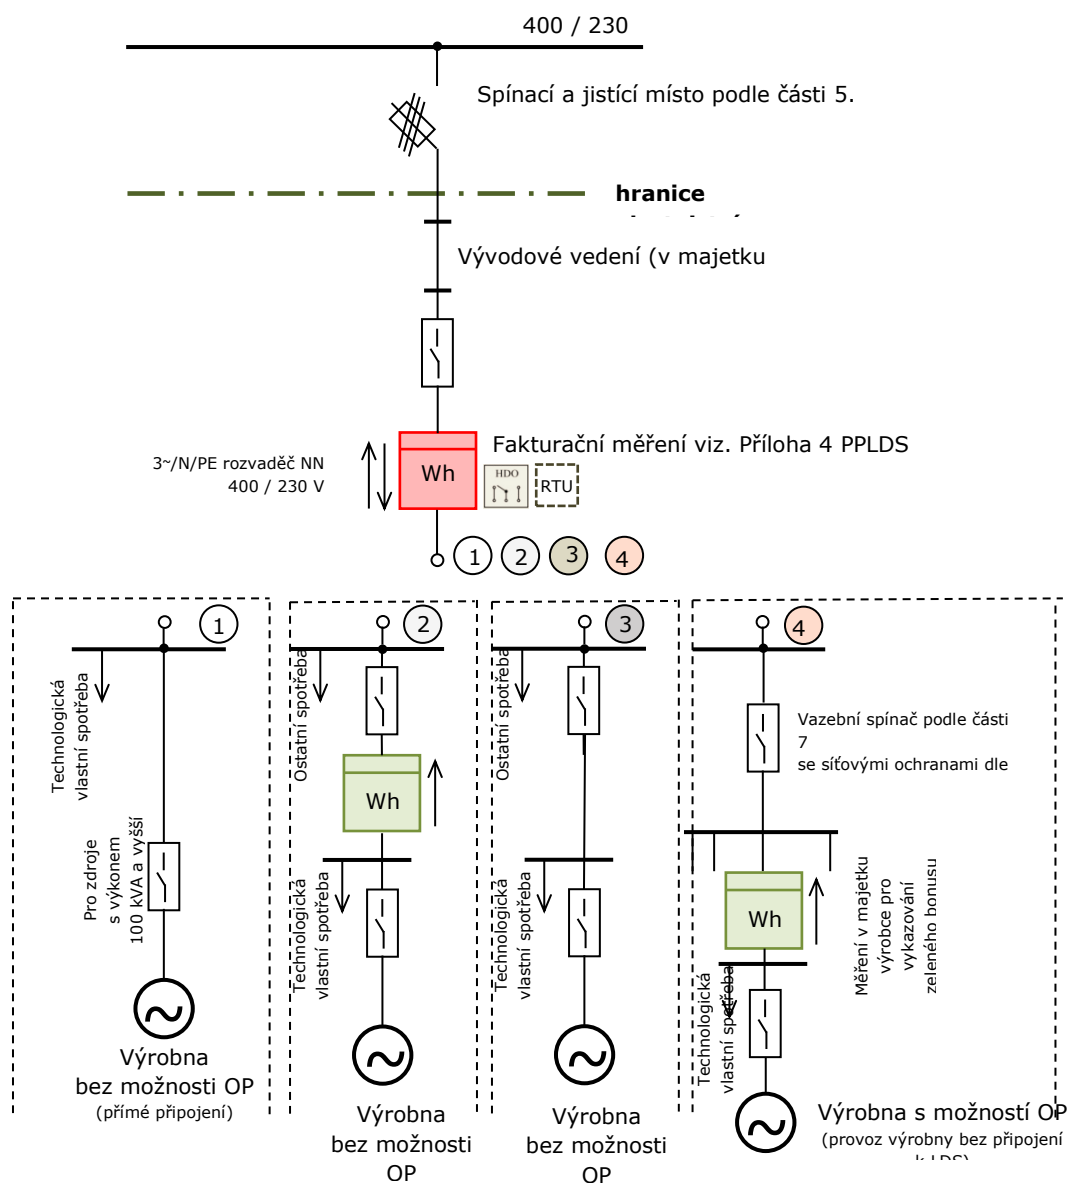 400 / 230
Spínací a jistící místo podle části 5.
hranice
Vývodové vedení (v majetku
3~/N/PE rozvaděč NN
400 / 230 V
Fakturační měření viz. Příloha 4 PPLDS
Wh
HDO
RTU
1
2
3
4
1
Technologická
vlastní spotřeba
Pro zdroje
s výkonem
100 kVA a vyšší
Výrobna
bez možnosti OP
(přímé připojení)
2
Ostatní spotřeba
Wh
Technologická
vlastní spotřeba
Výrobna
bez možnosti
OP
3
Ostatní spotřeba
Technologická
vlastní spotřeba
Výrobna
bez možnosti
OP
4
Vazební spínač podle části
7
se síťovými ochranami dle
Wh
Měření v majetku
výrobce pro
vykazování
zeleného bonusu
Technologická
vlastní spotřeba
Výrobna s možností OP
(provoz výrobny bez připojení
k LDS)